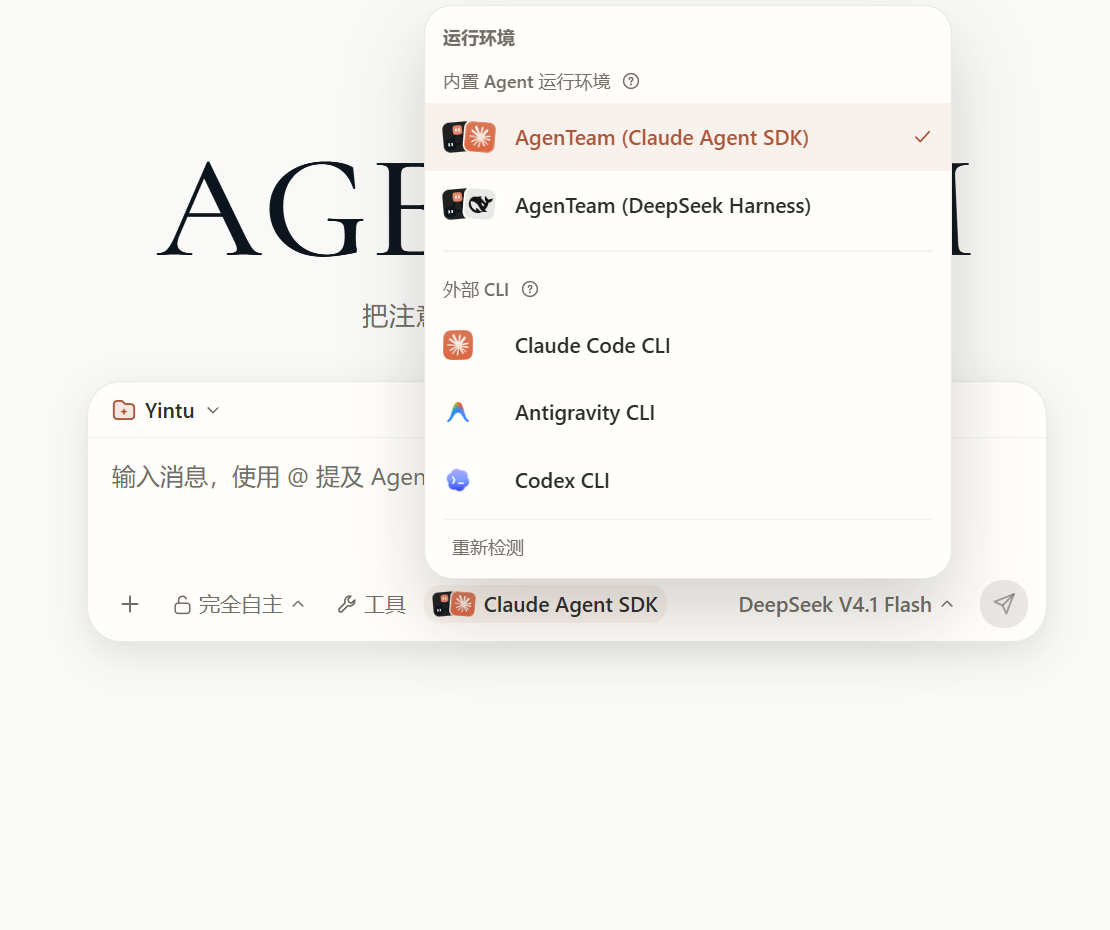 运行环境
内置 Agent 运行环境
AgenTeam (Claude Agent SDK)
AgenTeam (DeepSeek Harness)
外部 CLI
Claude Code CLI
Antigravity CLI
Codex CLI
重新检测
AGE
M
把注意
Yintu
输入消息，使用 @ 提及 Agen
完全自主
工具
Claude Agent SDK
DeepSeek V4.1 Flash